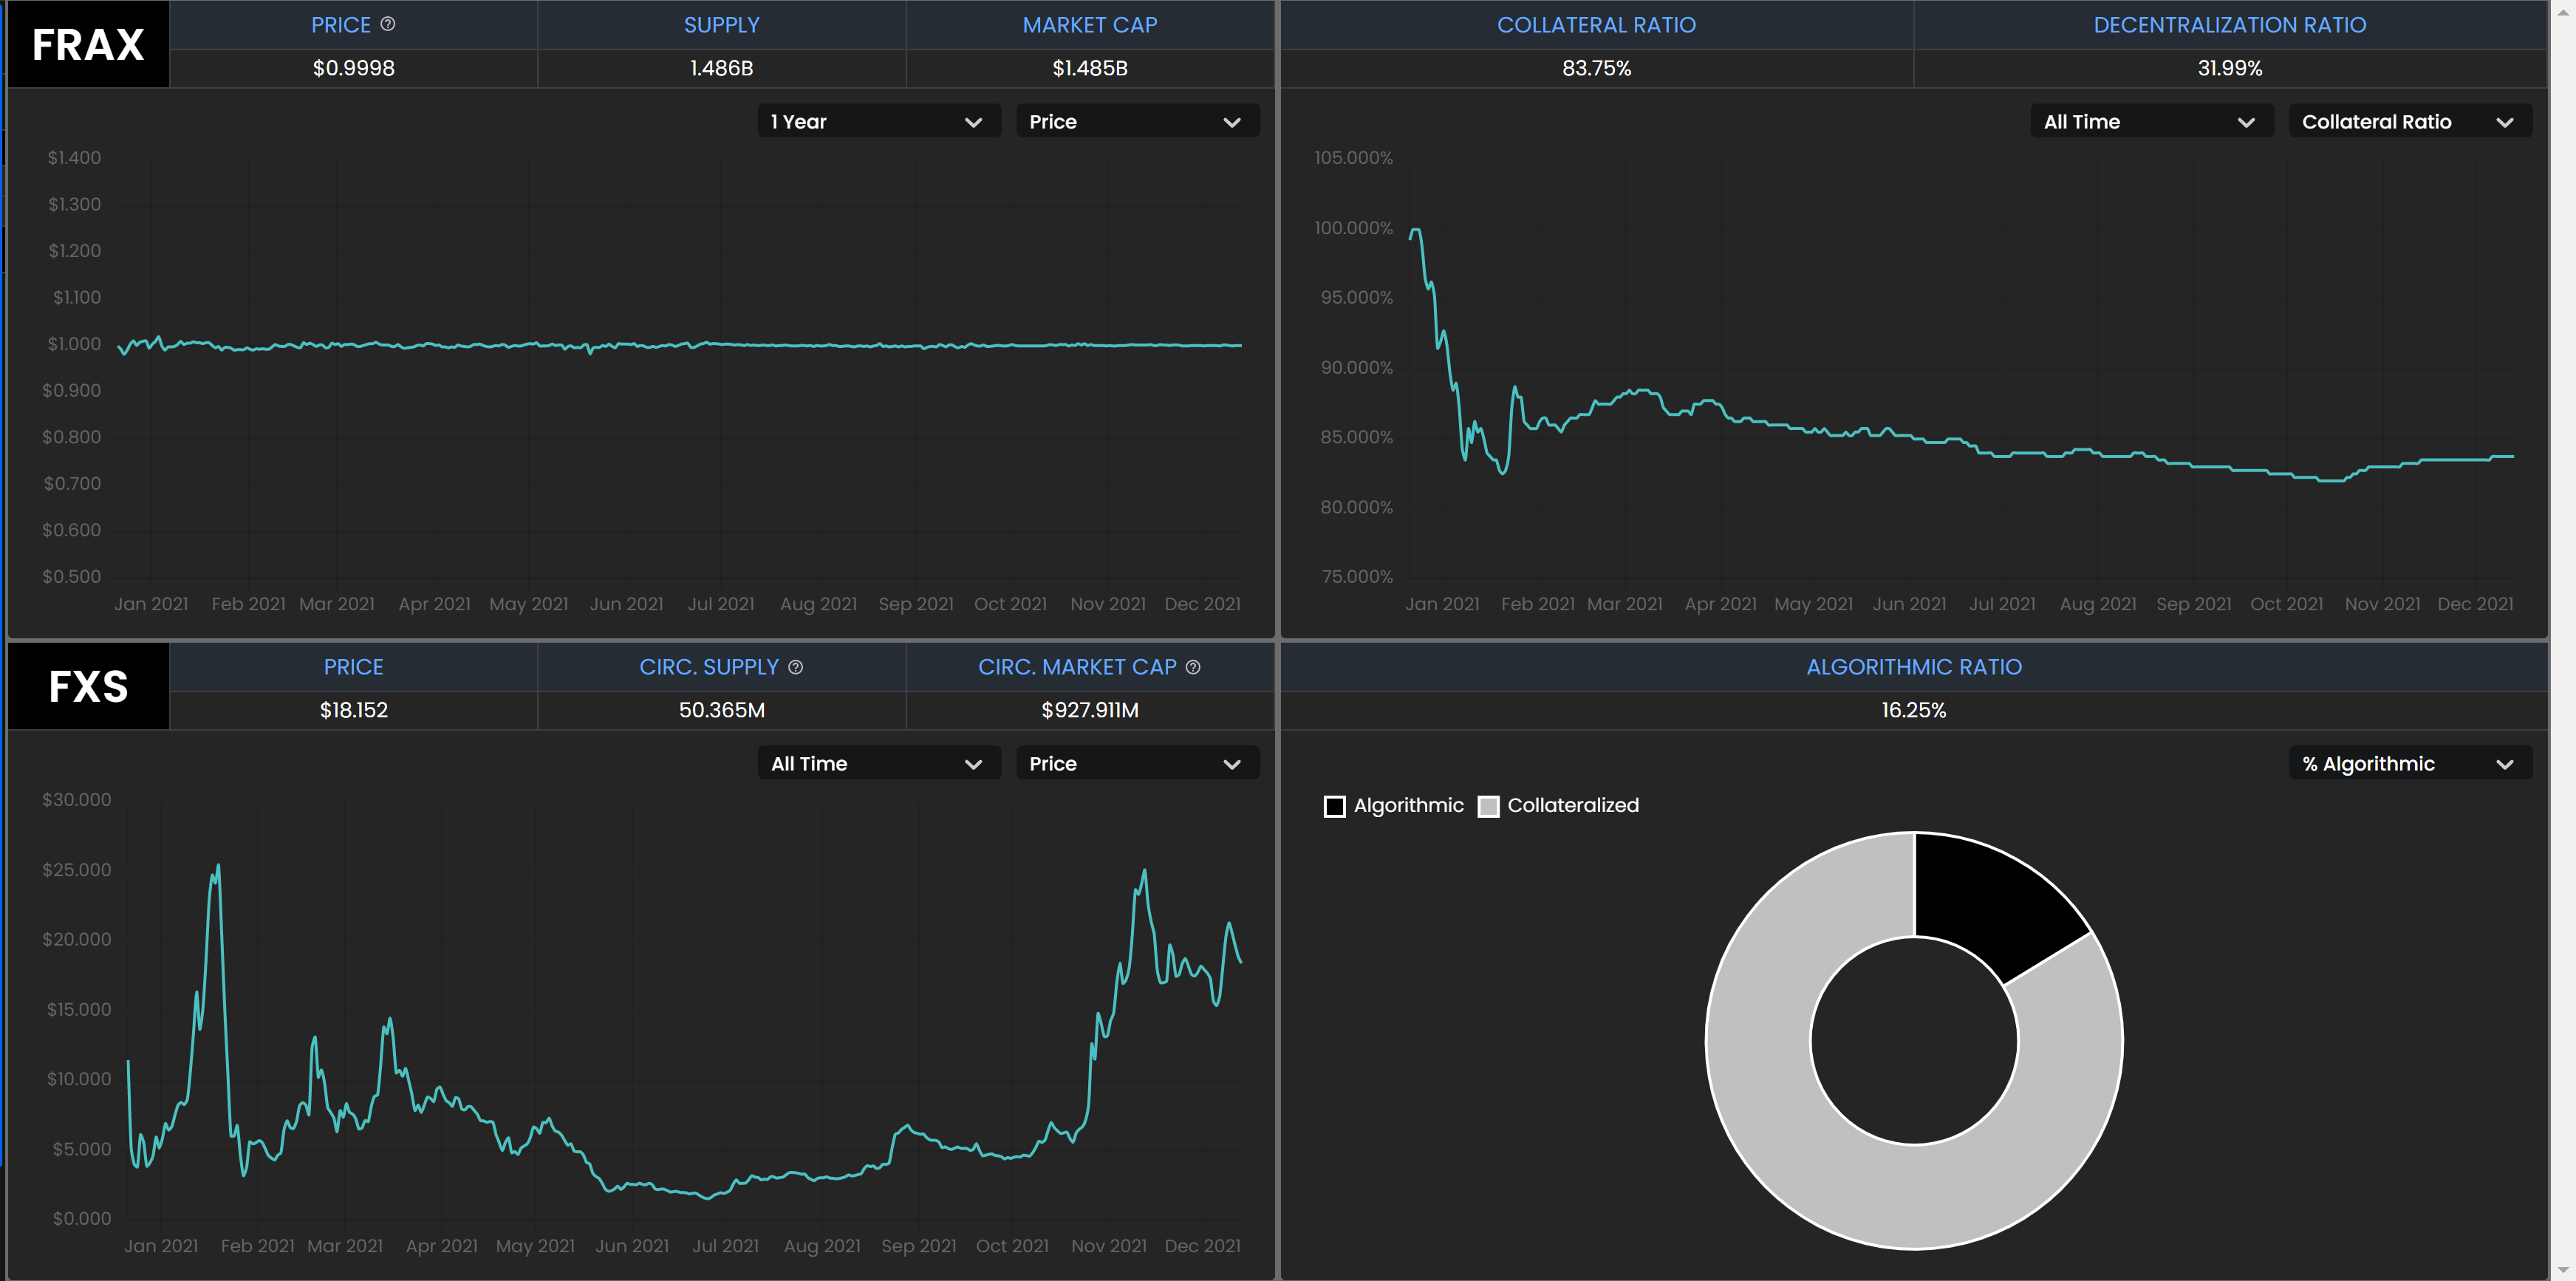 FRAX
PRICE
SUPPLY
MARKET CAP
$0.9998
1.486B
$1.485B
1 Year
Price
$1.400
$1.300
$1.200
$1.100
$1.000
$0.900
$0.800
$0.700
$0.600
$0.500
Jan 2021 Feb 2021 Mar 2021 Apr 2021 May 2021 Jun 2021 Jul 2021 Aug 2021 Sep 2021 Oct 2021 Nov 2021 Dec 2021
COLLATERAL RATIO
DECENTRALIZATION RATIO
83.75%
31.99%
All Time
Collateral Ratio
105.000%
100.000%
95.000%
90.000%
85.000%
80.000%
75.000%
Jan 2021 Feb 2021 Mar 2021 Apr 2021 May 2021 Jun 2021 Jul 2021 Aug 2021 Sep 2021 Oct 2021 Nov 2021 Dec 2021
FXS
PRICE
CIRC. SUPPLY
CIRC. MARKET CAP
$18.152
50.365M
$927.911M
All Time
Price
$30.000
$25.000
$20.000
$15.000
$10.000
$5.000
$0.000
Jan 2021 Feb 2021 Mar 2021 Apr 2021 May 2021 Jun 2021 Jul 2021 Aug 2021 Sep 2021 Oct 2021 Nov 2021 Dec 2021
ALGORITHMIC RATIO
16.25%
% Algorithmic
Algorithmic
Collateralized